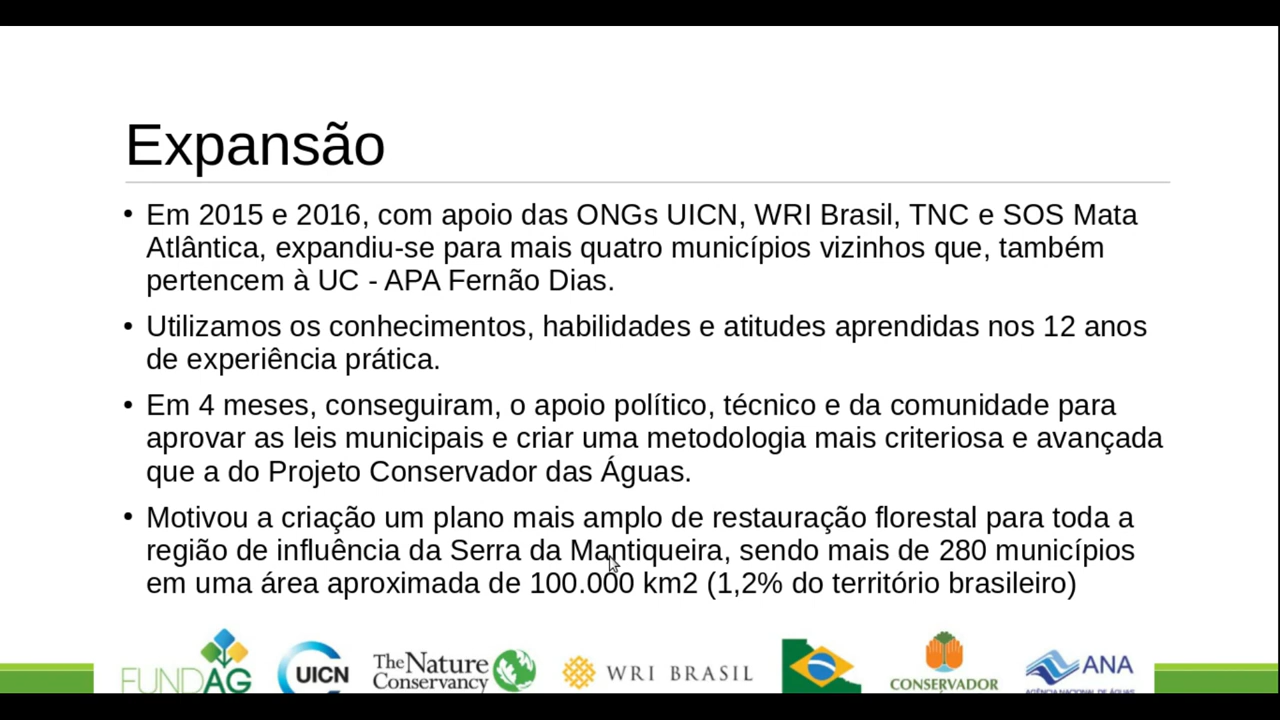 Expansão
• Em 2015 e 2016, com apoio das ONGs UICN, WRI Brasil, TNC e SOS Mata
Atlântica, expandiu-se para mais quatro municípios vizinhos que, também
pertencem à UC - APA Fernão Dias.
• Utilizamos os conhecimentos, habilidades e atitudes aprendidas nos 12 anos
de experiência prática.
• Em 4 meses, conseguiram, o apoio político, técnico e da comunidade para
aprovar as leis municipais e criar uma metodologia mais criteriosa e avançada
que a do Projeto Conservador das Águas.
• Motivou a criação um plano mais amplo de restauração florestal para toda a
região de influência da Serra da Mantiqueira, sendo mais de 280 municípios
em uma área aproximada de 100.000 km2 (1,2% do território brasileiro)
FUNDAG
UICN
The Nature
Conservancy
WRI BRASIL
CONSERVADOR
ANA
AGÊNCIA NACIONAL DE ÁGUAS